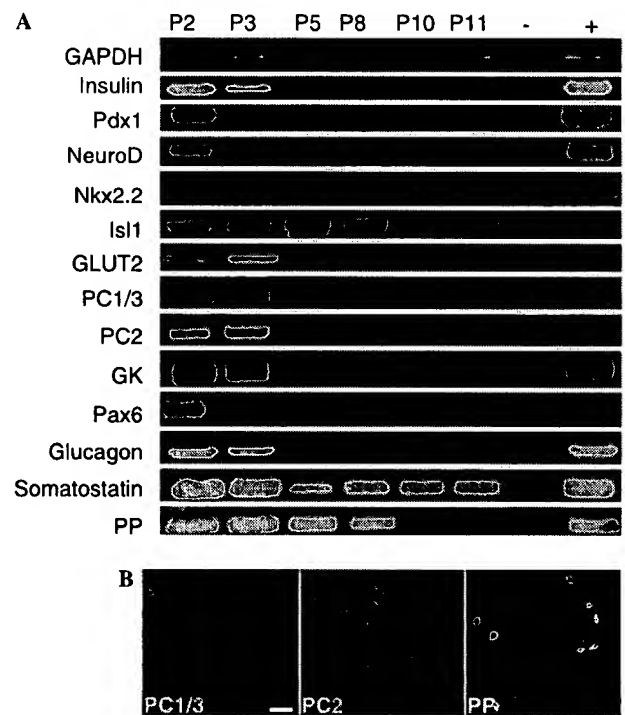 A P2 P3 P5 P8 P10 P11 - +
GAPDH
Insulin
Pdx1
NeuroD
Nkx2.2
Isl1
GLUT2
PC1/3
PC2
GK
Pax6
Glucagon
Somatostatin
PP
B
PC1/3 PC2 PP